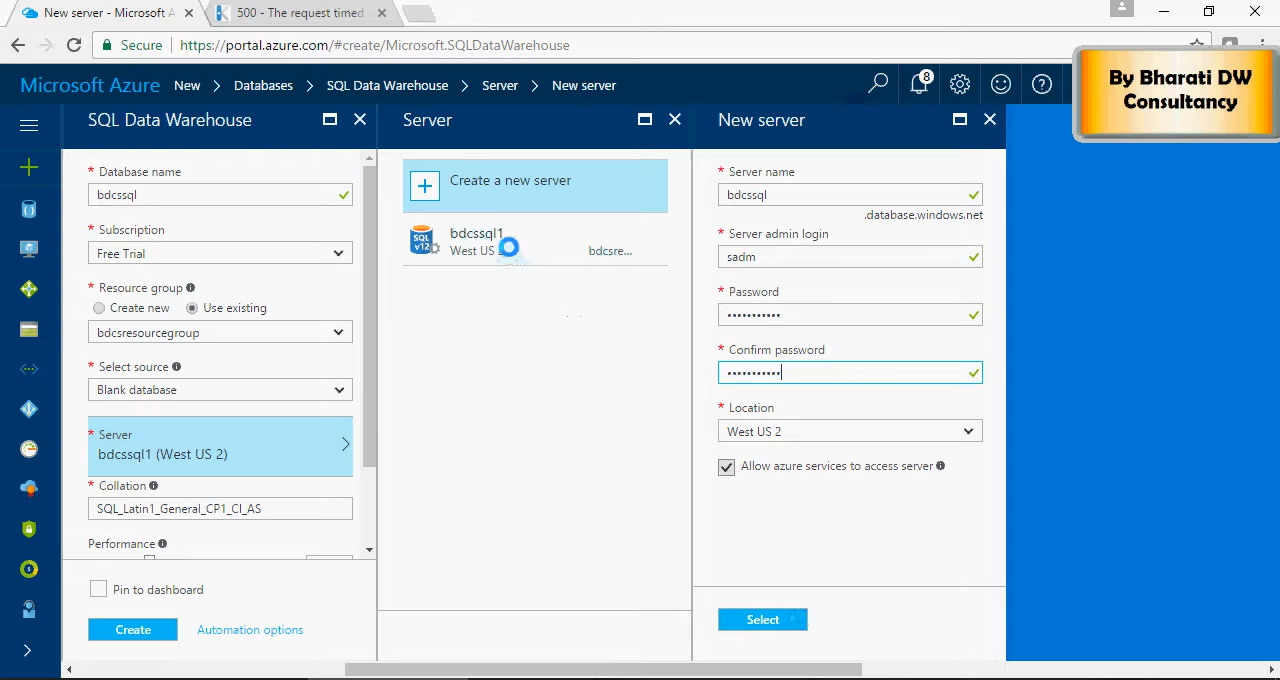 New server - Microsoft A
500 - The request timed
Secure
https://portal.azure.com/#create/Microsoft.SQLDataWarehouse
Microsoft Azure New > Databases > SQL Data Warehouse > Server > New server
8
By Bharati DW
Consultancy
SQL Data Warehouse
* Database name
bdcssql
* Subscription
Free Trial
* Resource group
Create new
Use existing
bdcsresourcegroup
* Select source
Blank database
* Server
bdcssql1 (West US 2)
* Collation
SQL_Latin1_General_CP1_CI_AS
Performance
Pin to dashboard
Create
Automation options
Server
Create a new server
SQL
v12
bdcssql1
West US 2
bdcsre...
New server
* Server name
bdcssql
.database.windows.net
* Server admin login
sadm
* Password
•••••••••••
* Confirm password
•••••••••••
* Location
West US 2
Allow azure services to access server
Select